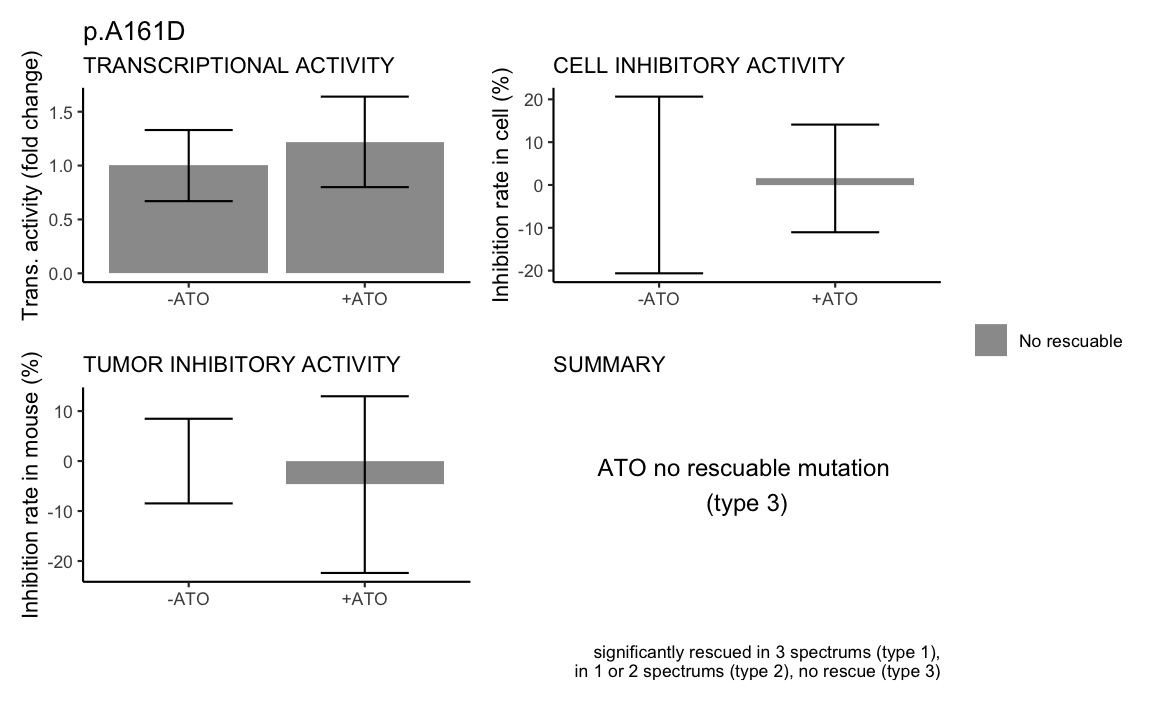 p.A161D
TRANSCRIPTIONAL ACTIVITY
Trans. activity (fold change)
1.5
1.0
0.5
0.0
-ATO
+ATO
CELL INHIBITORY ACTIVITY
Inhibition rate in cell (%)
20
10
0
-10
-20
-ATO
+ATO
No rescuable
TUMOR INHIBITORY ACTIVITY
Inhibition rate in mouse (%)
10
0
-10
-20
-ATO
+ATO
SUMMARY
ATO no rescuable mutation
(type 3)
significantly rescued in 3 spectrums (type 1),
in 1 or 2 spectrums (type 2), no rescue (type 3)